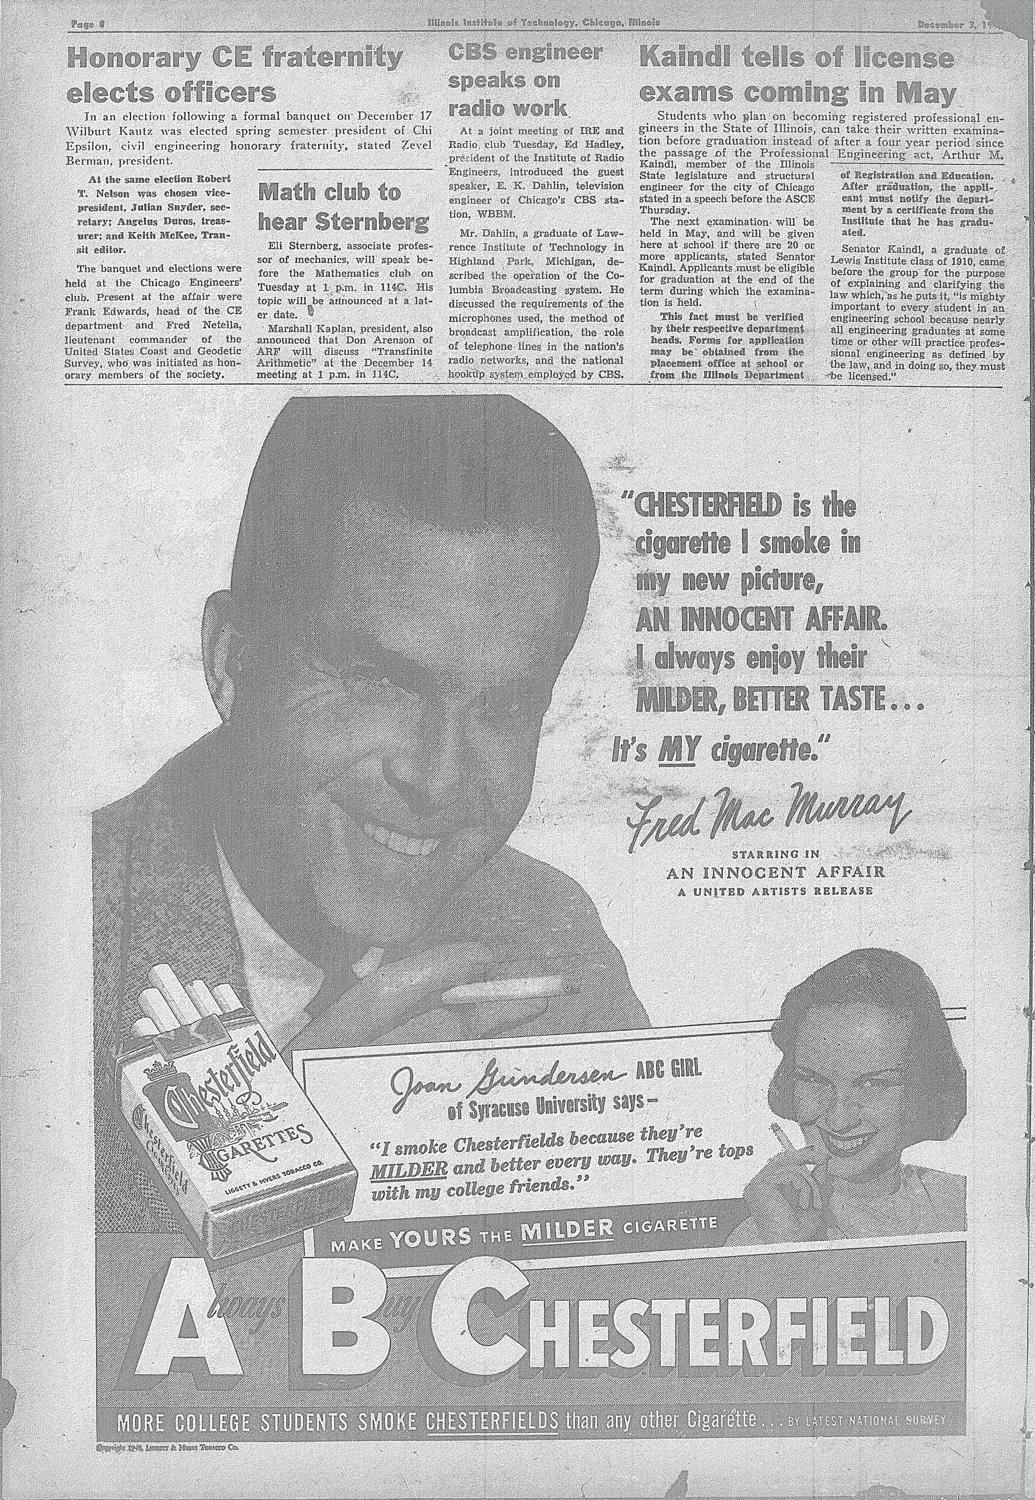 Page 8
Illinois Institute of Technology, Chicago, Illinois
December 3,
Honorary CE fraternity
elects officers
In an election following a formal banquet on December 17
Wilburt Kautz was elected spring semester president of Chi
Epsilon, civil engineering honorary fraternity, stated Zevel
Berman, president.
At the same election Robert
T. Nelson was chosen vice-
president, Julian Snyder, sec-
retary; Angelus Duros, treas-
urer; and Keith McKee, Tran-
sit editor.
The banquet and elections were
held at the Chicago Engineers'
club. Present at the affair were
Frank Edwards, head of the CE
department and Fred Netella,
lieutenant commander of the
United States Coast and Geodetic
Survey, who was initiated as hon-
orary members of the society.
Math club to
hear Sternberg
Eli Sternberg, associate profes-
sor of mechanics, will speak be-
fore the Mathematics club on
Tuesday at 1 p.m. in 114C. His
topic will be announced at a lat-
er date.
Marshall Kaplan, president, also
announced that Don Arenson of
ARF will discuss "Transfinite
Arithmetic" at the December 14
meeting at 1 p.m. in 114C.
CBS engineer
speaks on
radio work
At a joint meeting of IRE and
Radio club Tuesday, Ed Hadley,
president of the Institute of Radio
Engineers, introduced the guest
speaker, E. K. Dahlin, television
engineer of Chicago's CBS sta-
tion, WBBM.
Mr. Dahlin, a graduate of Law-
rence Institute of Technology in
Highland Park, Michigan, de-
scribed the operation of the Co-
lumbia Broadcasting system. He
discussed the requirements of the
microphones used, the method of
broadcast amplification, the role
of telephone lines in the nation's
radio networks, and the national
hookup system employed by CBS.
Kaindl tells of license
exams coming in May
Students who plan on becoming registered professional en-
gineers in the State of Illinois, can take their written examina-
tion before graduation instead of after a four year period since
the passage of the Professional Engineering act, Arthur M.
Kaindl, member of the Illinois
State legislature and structural
engineer for the city of Chicago
stated in a speech before the ASCE
Thursday.
The next examination will be
held in May, and will be given
here at school if there are 20 or
more applicants, stated Senator
Kaindl. Applicants must be eligible
for graduation at the end of the
term during which the examina-
tion is held.
This fact must be verified
by their respective department
heads. Forms for application
may be obtained from the
placement office at school or
from the Illinois Department
of Registration and Education.
After graduation, the appli-
cant must notify the depart-
ment by a certificate from the
Institute that he has gradu-
ated.
Senator Kaindl, a graduate of
Lewis Institute class of 1910, came
before the group for the purpose
of explaining and clarifying the
law which, as he puts it, "is mighty
important to every student in an
engineering school because nearly
all engineering graduates at some
time or other will practice profes-
sional engineering as defined by
the law, and in doing so, they must
be licensed."
"CHESTERFIELD is the
cigarette I smoke in
my new picture,
AN INNOCENT AFFAIR.
I always enjoy their
MILDER, BETTER TASTE...
It's MY cigarette."
Fred Mac Murray
STARRING IN
AN INNOCENT AFFAIR
A UNITED ARTISTS RELEASE
Chesterfield
CIGARETTES
LIGGETT & MYERS TOBACCO CO.
Chesterfield
Cigarettes
CHESTERFIELD
Joan Gundersen ABC GIRL
of Syracuse University says—
"I smoke Chesterfields because they're
MILDER and better every way. They're tops
with my college friends."
MAKE YOURS THE MILDER CIGARETTE
Always Buy CHESTERFIELD
MORE COLLEGE STUDENTS SMOKE CHESTERFIELDS than any other Cigarette... BY LATEST NATIONAL SURVEY
Copyright 1948, LIGGETT & MYERS TOBACCO CO.